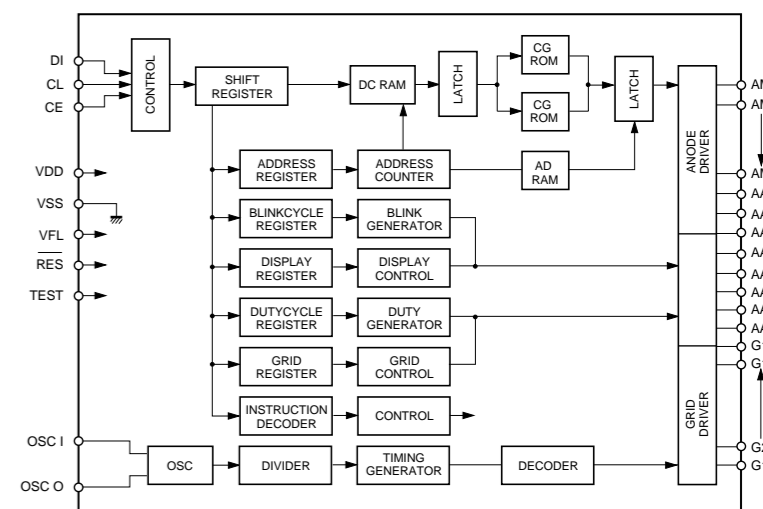 DI
CL
CE
VDD
VSS
VFL
RES
TEST
OSC I
OSC O
CONTROL
SHIFT
REGISTER
DC RAM
LATCH
CG
ROM
CG
ROM
LATCH
ADDRESS
REGISTER
ADDRESS
COUNTER
AD
RAM
BLINKCYCLE
REGISTER
BLINK
GENERATOR
DISPLAY
REGISTER
DISPLAY
CONTROL
DUTYCYCLE
REGISTER
DUTY
GENERATOR
GRID
REGISTER
GRID
CONTROL
INSTRUCTION
DECODER
CONTROL
OSC
DIVIDER
TIMING
GENERATOR
DECODER
ANODE
DRIVER
GRID
DRIVER